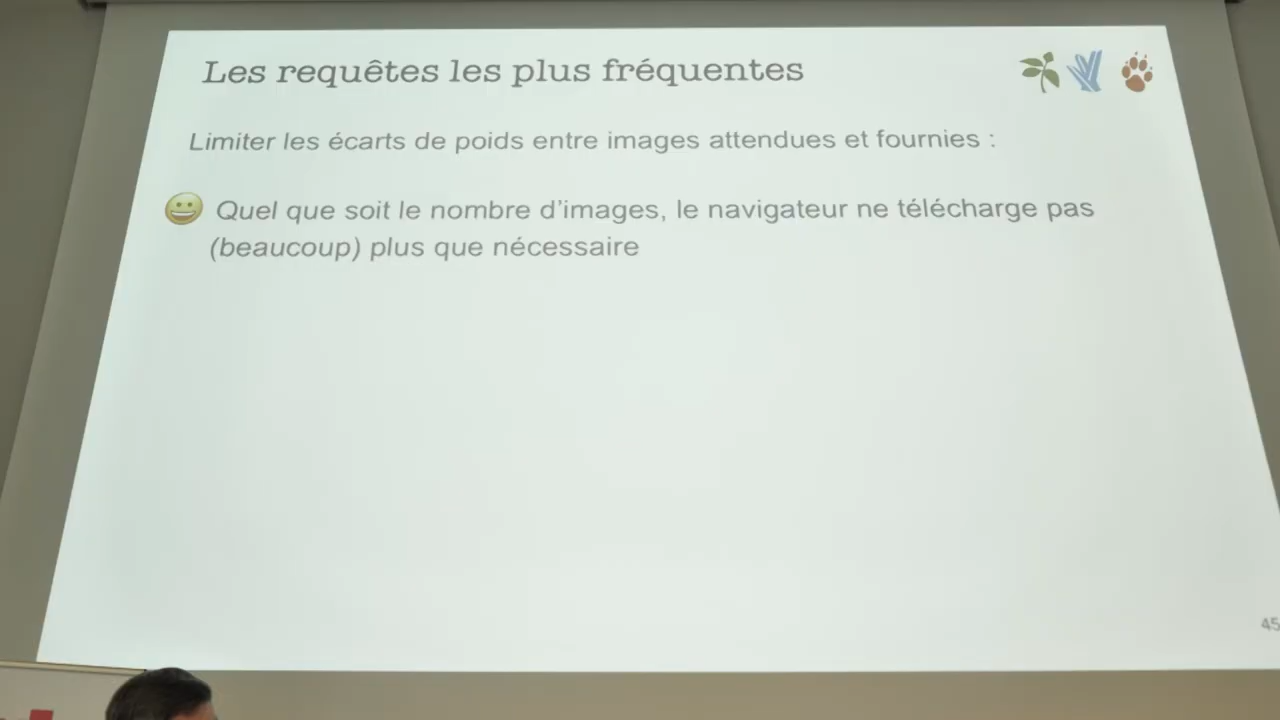 Les requêtes les plus fréquentes
Limiter les écarts de poids entre images attendues et fournies :
Quel que soit le nombre d'images, le navigateur ne télécharge pas
(beaucoup) plus que nécessaire
45